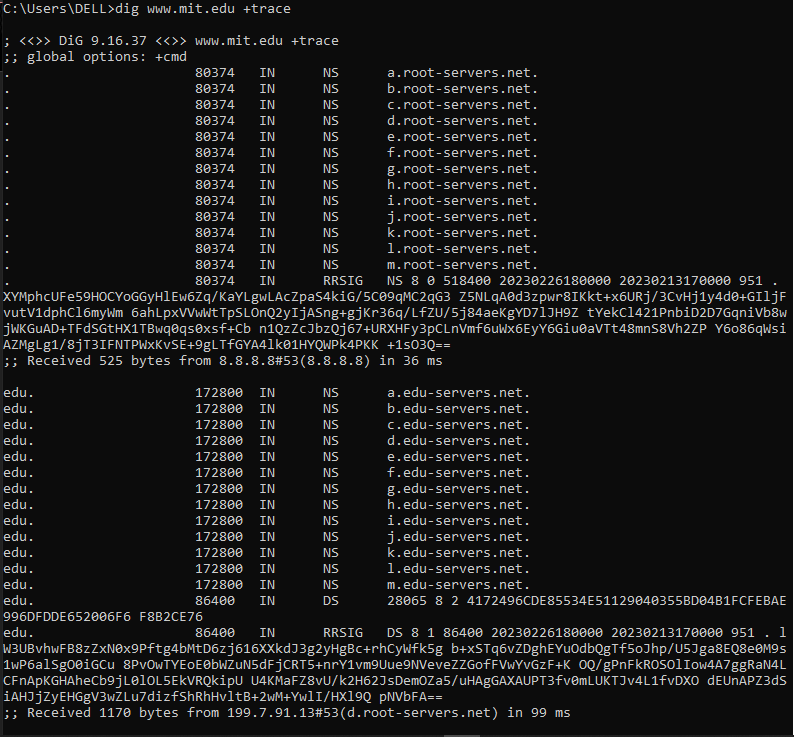 C:\Users\DELL>dig www.mit.edu +trace
; <<>> DiG 9.16.37 <<>> www.mit.edu +trace
;; global options: +cmd
. 80374 IN NS a.root-servers.net.
. 80374 IN NS b.root-servers.net.
. 80374 IN NS c.root-servers.net.
. 80374 IN NS d.root-servers.net.
. 80374 IN NS e.root-servers.net.
. 80374 IN NS f.root-servers.net.
. 80374 IN NS g.root-servers.net.
. 80374 IN NS h.root-servers.net.
. 80374 IN NS i.root-servers.net.
. 80374 IN NS j.root-servers.net.
. 80374 IN NS k.root-servers.net.
. 80374 IN NS l.root-servers.net.
. 80374 IN NS m.root-servers.net.
. 80374 IN RRSIG NS 8 0 518400 20230226180000 20230213170000 951 .
XYMphcUFe59HOCYoGGyHlEw6Zq/KaYLgwLAcZpaS4kiG/5C09qMC2qG3 Z5NLqA0d3zpwr8IKkt+x6URj/3CvHj1y4d0+GIljF
vutV1dphCl6myWm 6ahLpxVVwWtTpSLOnQ2yIjASng+gjKr36q/LfZU/5j84aeKgYD7lJH9Z tYekCl421PnbiD2D7GqniVb8w
jWKGuAD+TFdSGtHX1TBwq0qs0xsf+Cb n1QzZcJbzQj67+URXHFy3pCLnVmf6uWx6EyY6Giu0aVTt48mnS8Vh2ZP Y6o86qWsi
AZMgLg1/8jT3IFNTPWxKvSE+9gLTfGYA4lk01HYQWPk4PKK +1sO3Q==
;; Received 525 bytes from 8.8.8.8#53(8.8.8.8) in 36 ms
edu. 172800 IN NS a.edu-servers.net.
edu. 172800 IN NS b.edu-servers.net.
edu. 172800 IN NS c.edu-servers.net.
edu. 172800 IN NS d.edu-servers.net.
edu. 172800 IN NS e.edu-servers.net.
edu. 172800 IN NS f.edu-servers.net.
edu. 172800 IN NS g.edu-servers.net.
edu. 172800 IN NS h.edu-servers.net.
edu. 172800 IN NS i.edu-servers.net.
edu. 172800 IN NS j.edu-servers.net.
edu. 172800 IN NS k.edu-servers.net.
edu. 172800 IN NS l.edu-servers.net.
edu. 172800 IN NS m.edu-servers.net.
edu. 86400 IN DS 28065 8 2 4172496CDE85534E51129040355BD04B1FCFEBAE
996DFDDE652006F6 F8B2CE76
edu. 86400 IN RRSIG DS 8 1 86400 20230226180000 20230213170000 951 . l
W3UBvhwFB8zZxN0x9Pftg4bMtD6zj616XXkdJ3g2yHgBc+rhCyWfk5g b+xSTq6vZDghEYuOdbQgTf5oJhp/U5Jga8EQ8e0M9s
1wP6alSgO0iGCu 8PvOwTYEoE0bWZuN5dFjCRT5+nrY1vm9Uue9NVeveZZGofFVwYvGzF+K OQ/gPnFkROSOlIow4A7ggRaN4L
CFnApKGHAheCb9jL0lOL5EkVRQkipU U4KMaFZ8vU/k2H62JsDemOZa5/uHAgGAXAUPT3fv0mLUKTJv4L1fvDXO dEUnAPZ3dS
iAHJjZyEHGgV3wZLu7dizfShRhHvltB+2wM+YwlI/HXl9Q pNVbFA==
;; Received 1170 bytes from 199.7.91.13#53(d.root-servers.net) in 99 ms